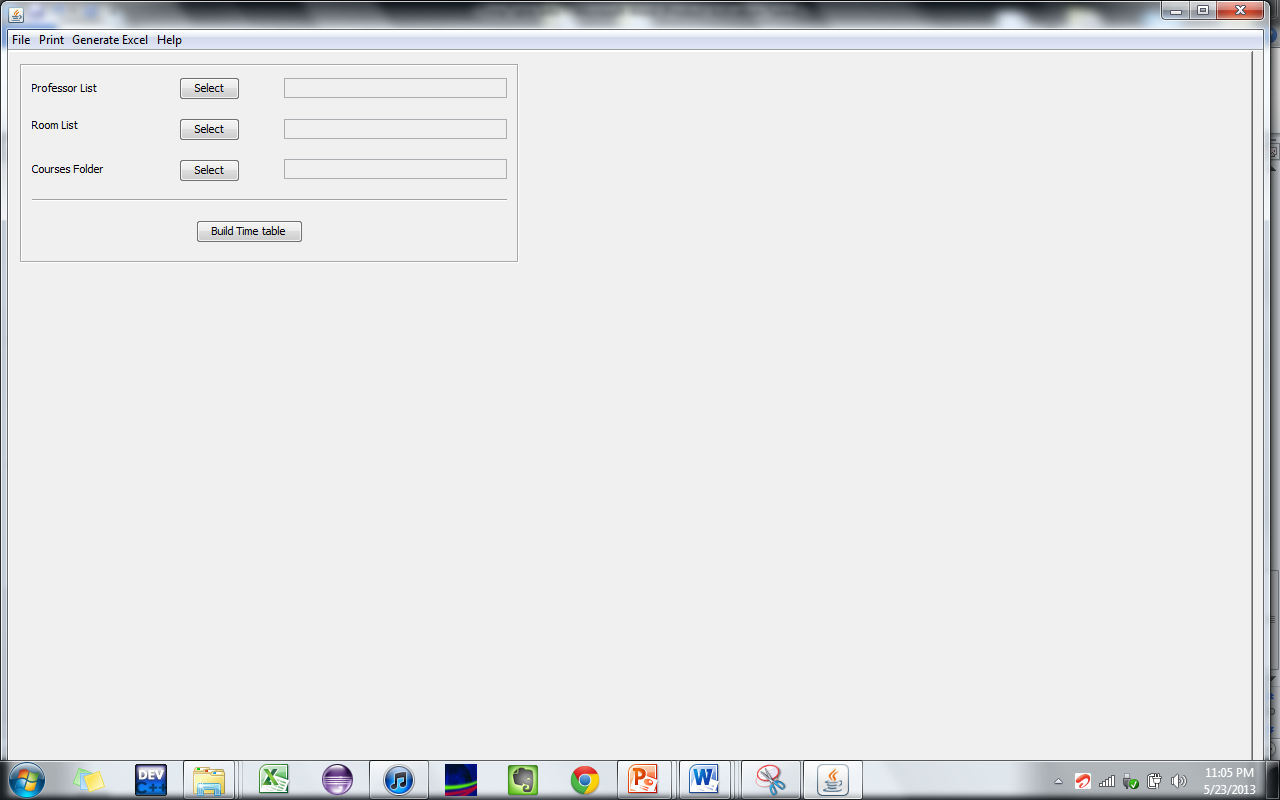 File Print Generate Excel Help
Professor List Select
Room List Select
Courses Folder Select
Build Time table
DEV
C++
11:05 PM
5/23/2013